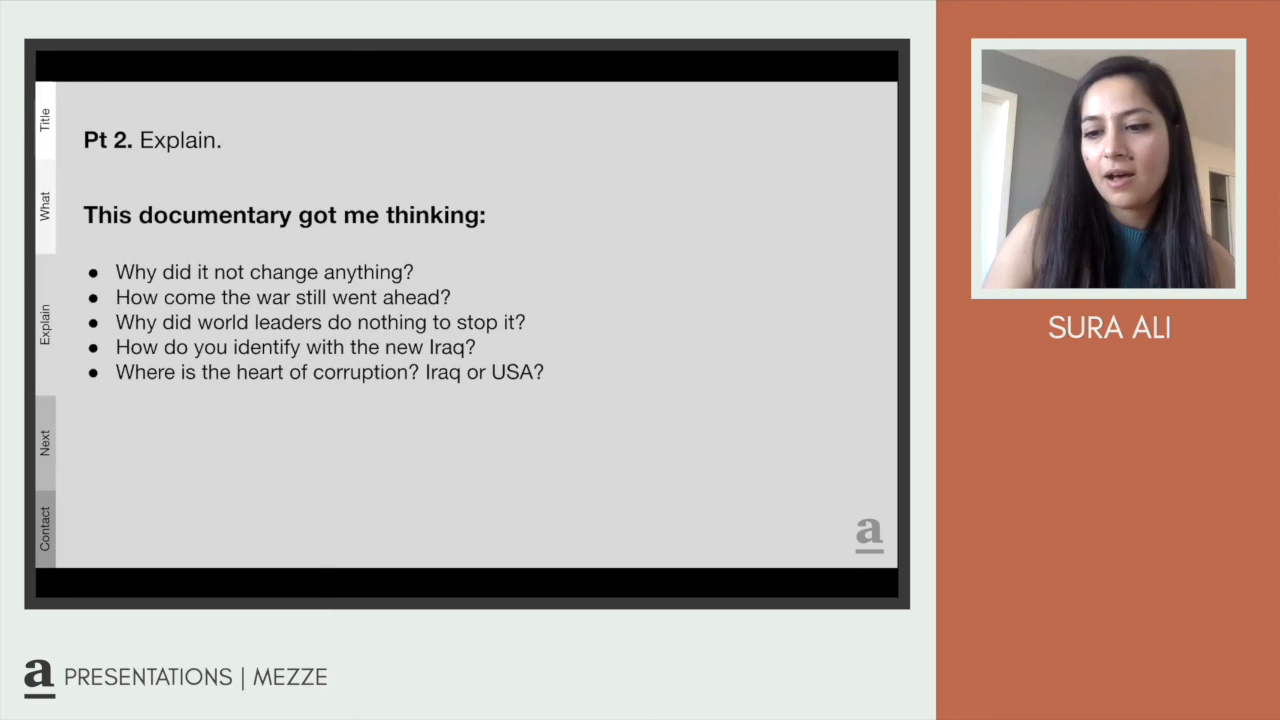 Title
What
Explain
Next
Contact
Pt 2. Explain.
This documentary got me thinking:
● Why did it not change anything?
● How come the war still went ahead?
● Why did world leaders do nothing to stop it?
● How do you identify with the new Iraq?
● Where is the heart of corruption? Iraq or USA?
a
SURA ALI
a PRESENTATIONS | MEZZE